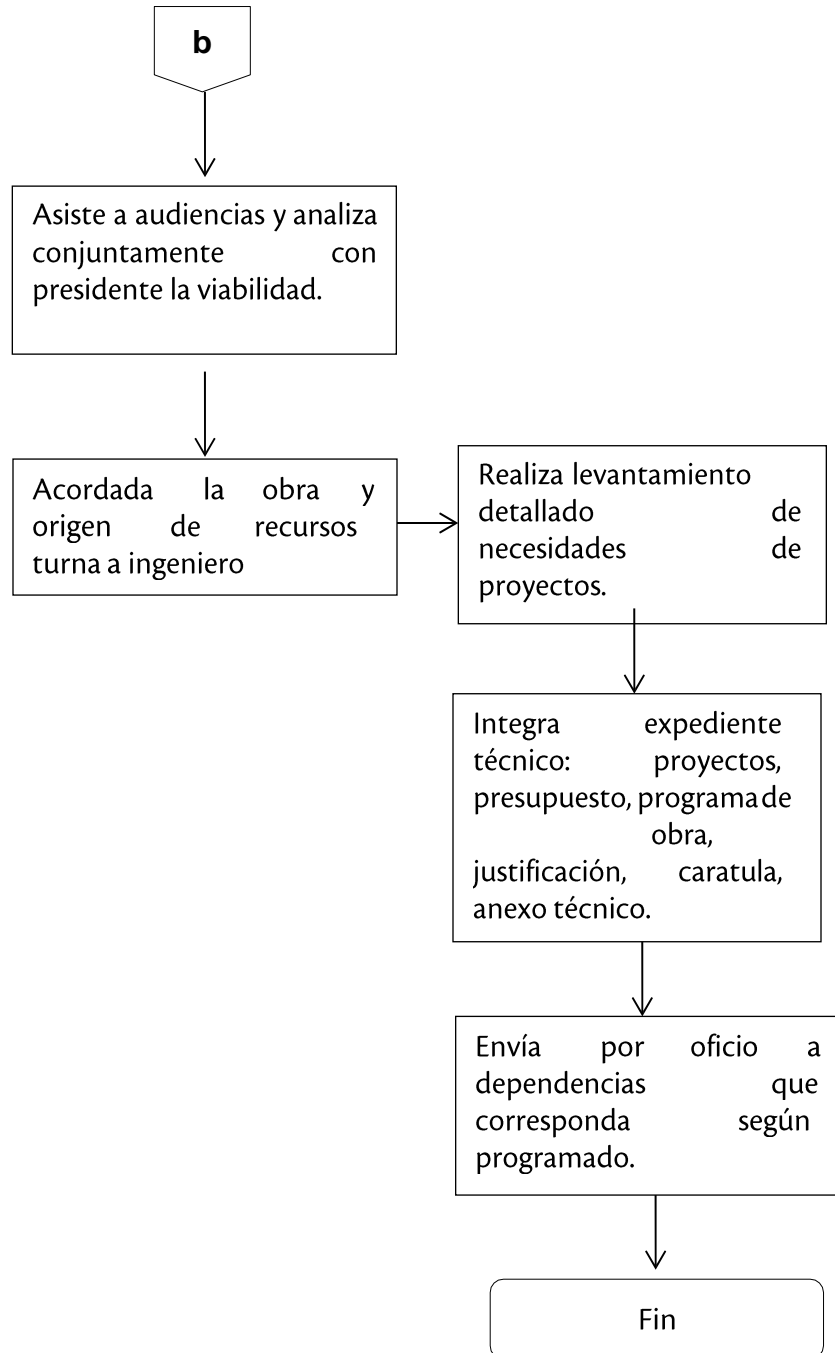 b
Asiste a audiencias y analiza
conjuntamente con
presidente la viabilidad.
Acordada la obra y
origen de recursos
turna a ingeniero
Realiza levantamiento
detallado de
necesidades de
proyectos.
Integra expediente
técnico: proyectos,
presupuesto, programa de
obra,
justificación, caratula,
anexo técnico.
Envía por oficio a
dependencias que
corresponda según
programado.
Fin